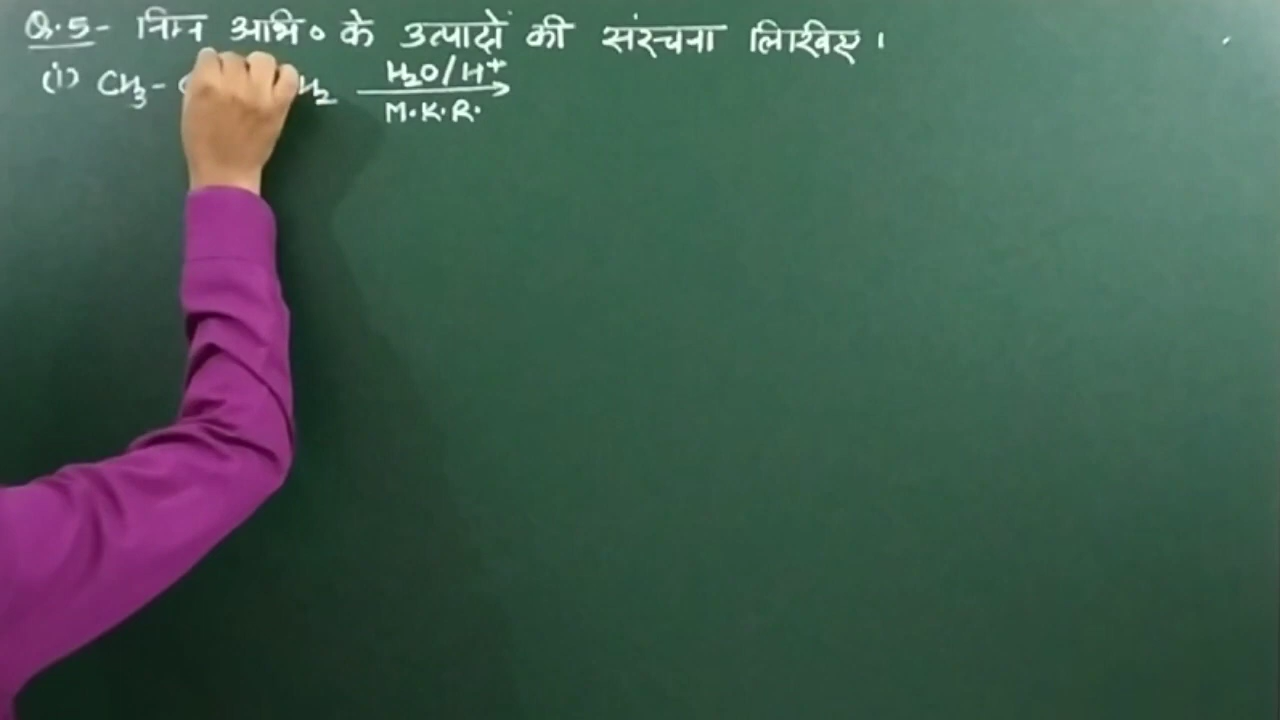 Q.5- निम्न अभि० के उत्पादों की संरचना लिखिए।
(i) CH₃- H₂ H₂O/H⁺
M.K.R.